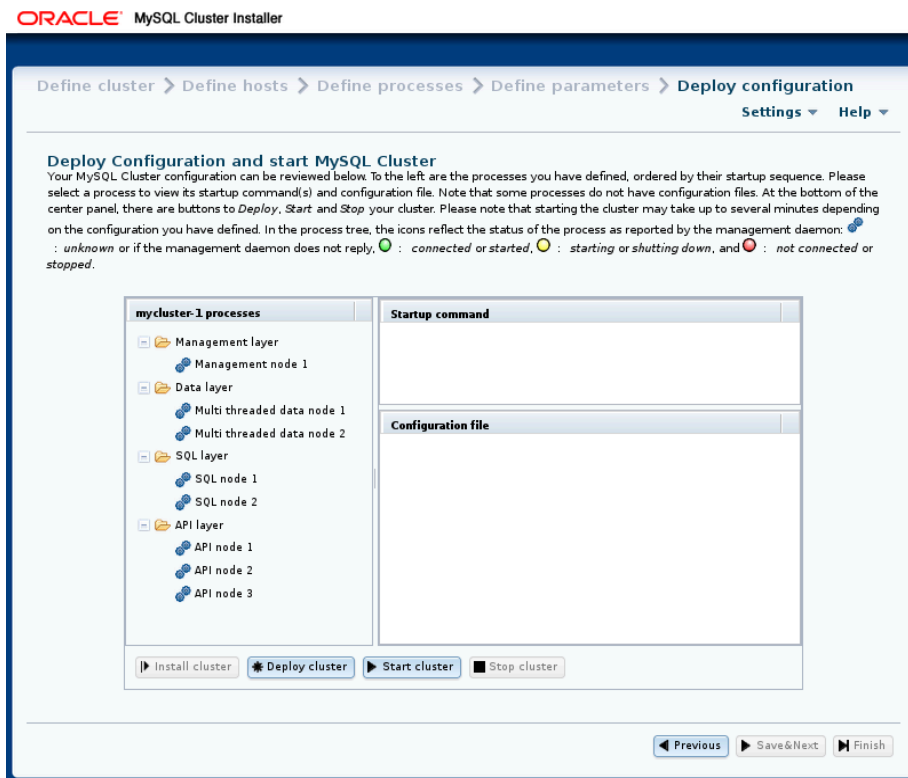 ORACLE® MySQL Cluster Installer
Define cluster > Define hosts > Define processes > Define parameters > Deploy configuration
Settings Help
Deploy Configuration and start MySQL Cluster
Your MySQL Cluster configuration can be reviewed below. To the left are the processes you have defined, ordered by their startup sequence. Please
select a process to view its startup command(s) and configuration file. Note that some processes do not have configuration files. At the bottom of the
center panel, there are buttons to Deploy, Start and Stop your cluster. Please note that starting the cluster may take up to several minutes depending
on the configuration you have defined. In the process tree, the icons reflect the status of the process as reported by the management daemon:
: unknown or if the management daemon does not reply, : connected or started, : starting or shutting down, and : not connected or
stopped.
mycluster-1 processes
Management layer
Management node 1
Data layer
Multi threaded data node 1
Multi threaded data node 2
SQL layer
SQL node 1
SQL node 2
API layer
API node 1
API node 2
API node 3
Startup command
Configuration file
Install cluster Deploy cluster Start cluster Stop cluster
Previous Save&Next Finish